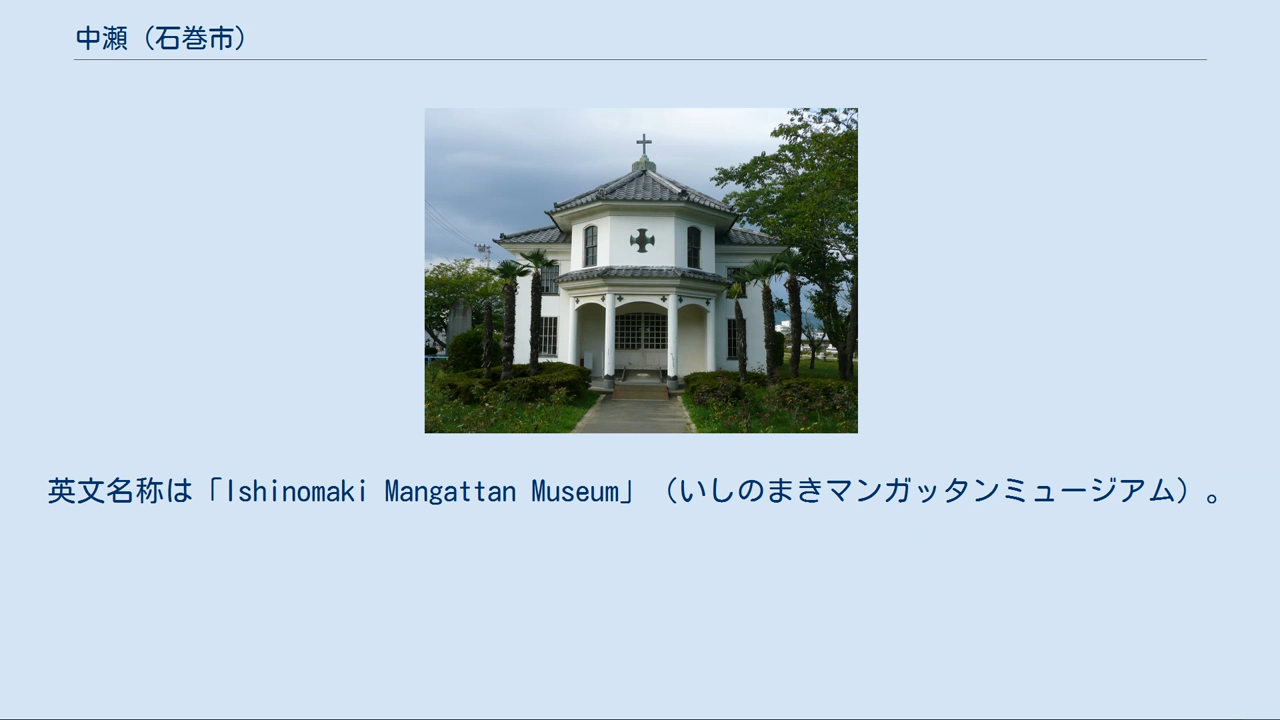 中瀬（石巻市）
英文名称は「Ishinomaki Mangattan Museum」（いしのまきマンガッタンミュージアム）。